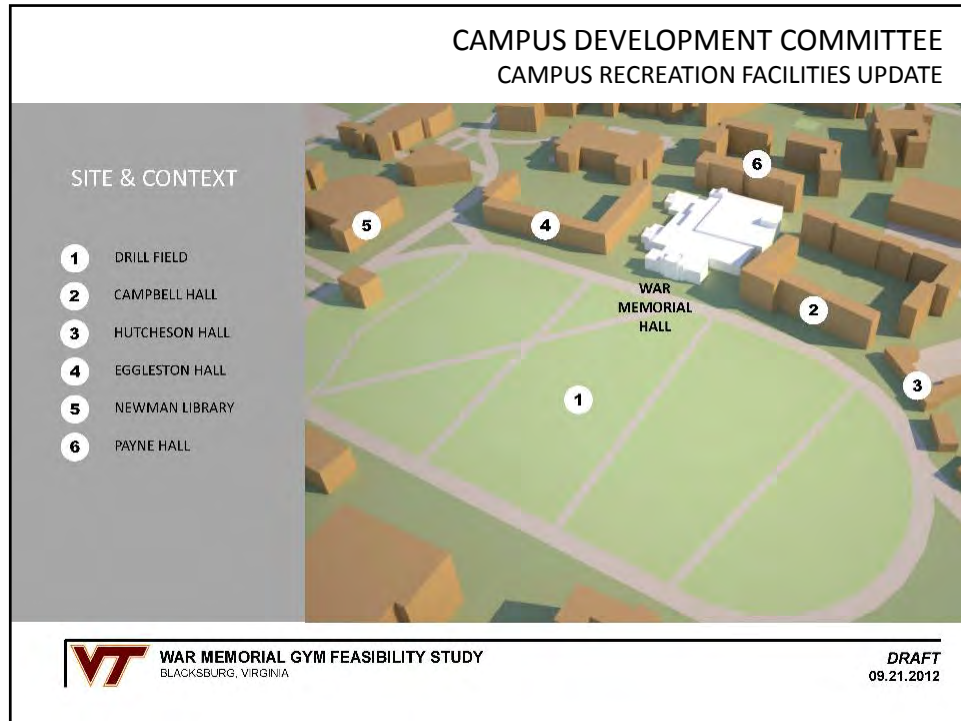 CAMPUS DEVELOPMENT COMMITTEE
CAMPUS RECREATION FACILITIES UPDATE
SITE & CONTEXT
1 DRILL FIELD
2 CAMPBELL HALL
3 HUTCHESON HALL
4 EGGLESTON HALL
5 NEWMAN LIBRARY
6 PAYNE HALL
6
5
4
WAR
MEMORIAL
HALL
2
3
1
VT
WAR MEMORIAL GYM FEASIBILITY STUDY
BLACKSBURG, VIRGINIA
DRAFT
09.21.2012